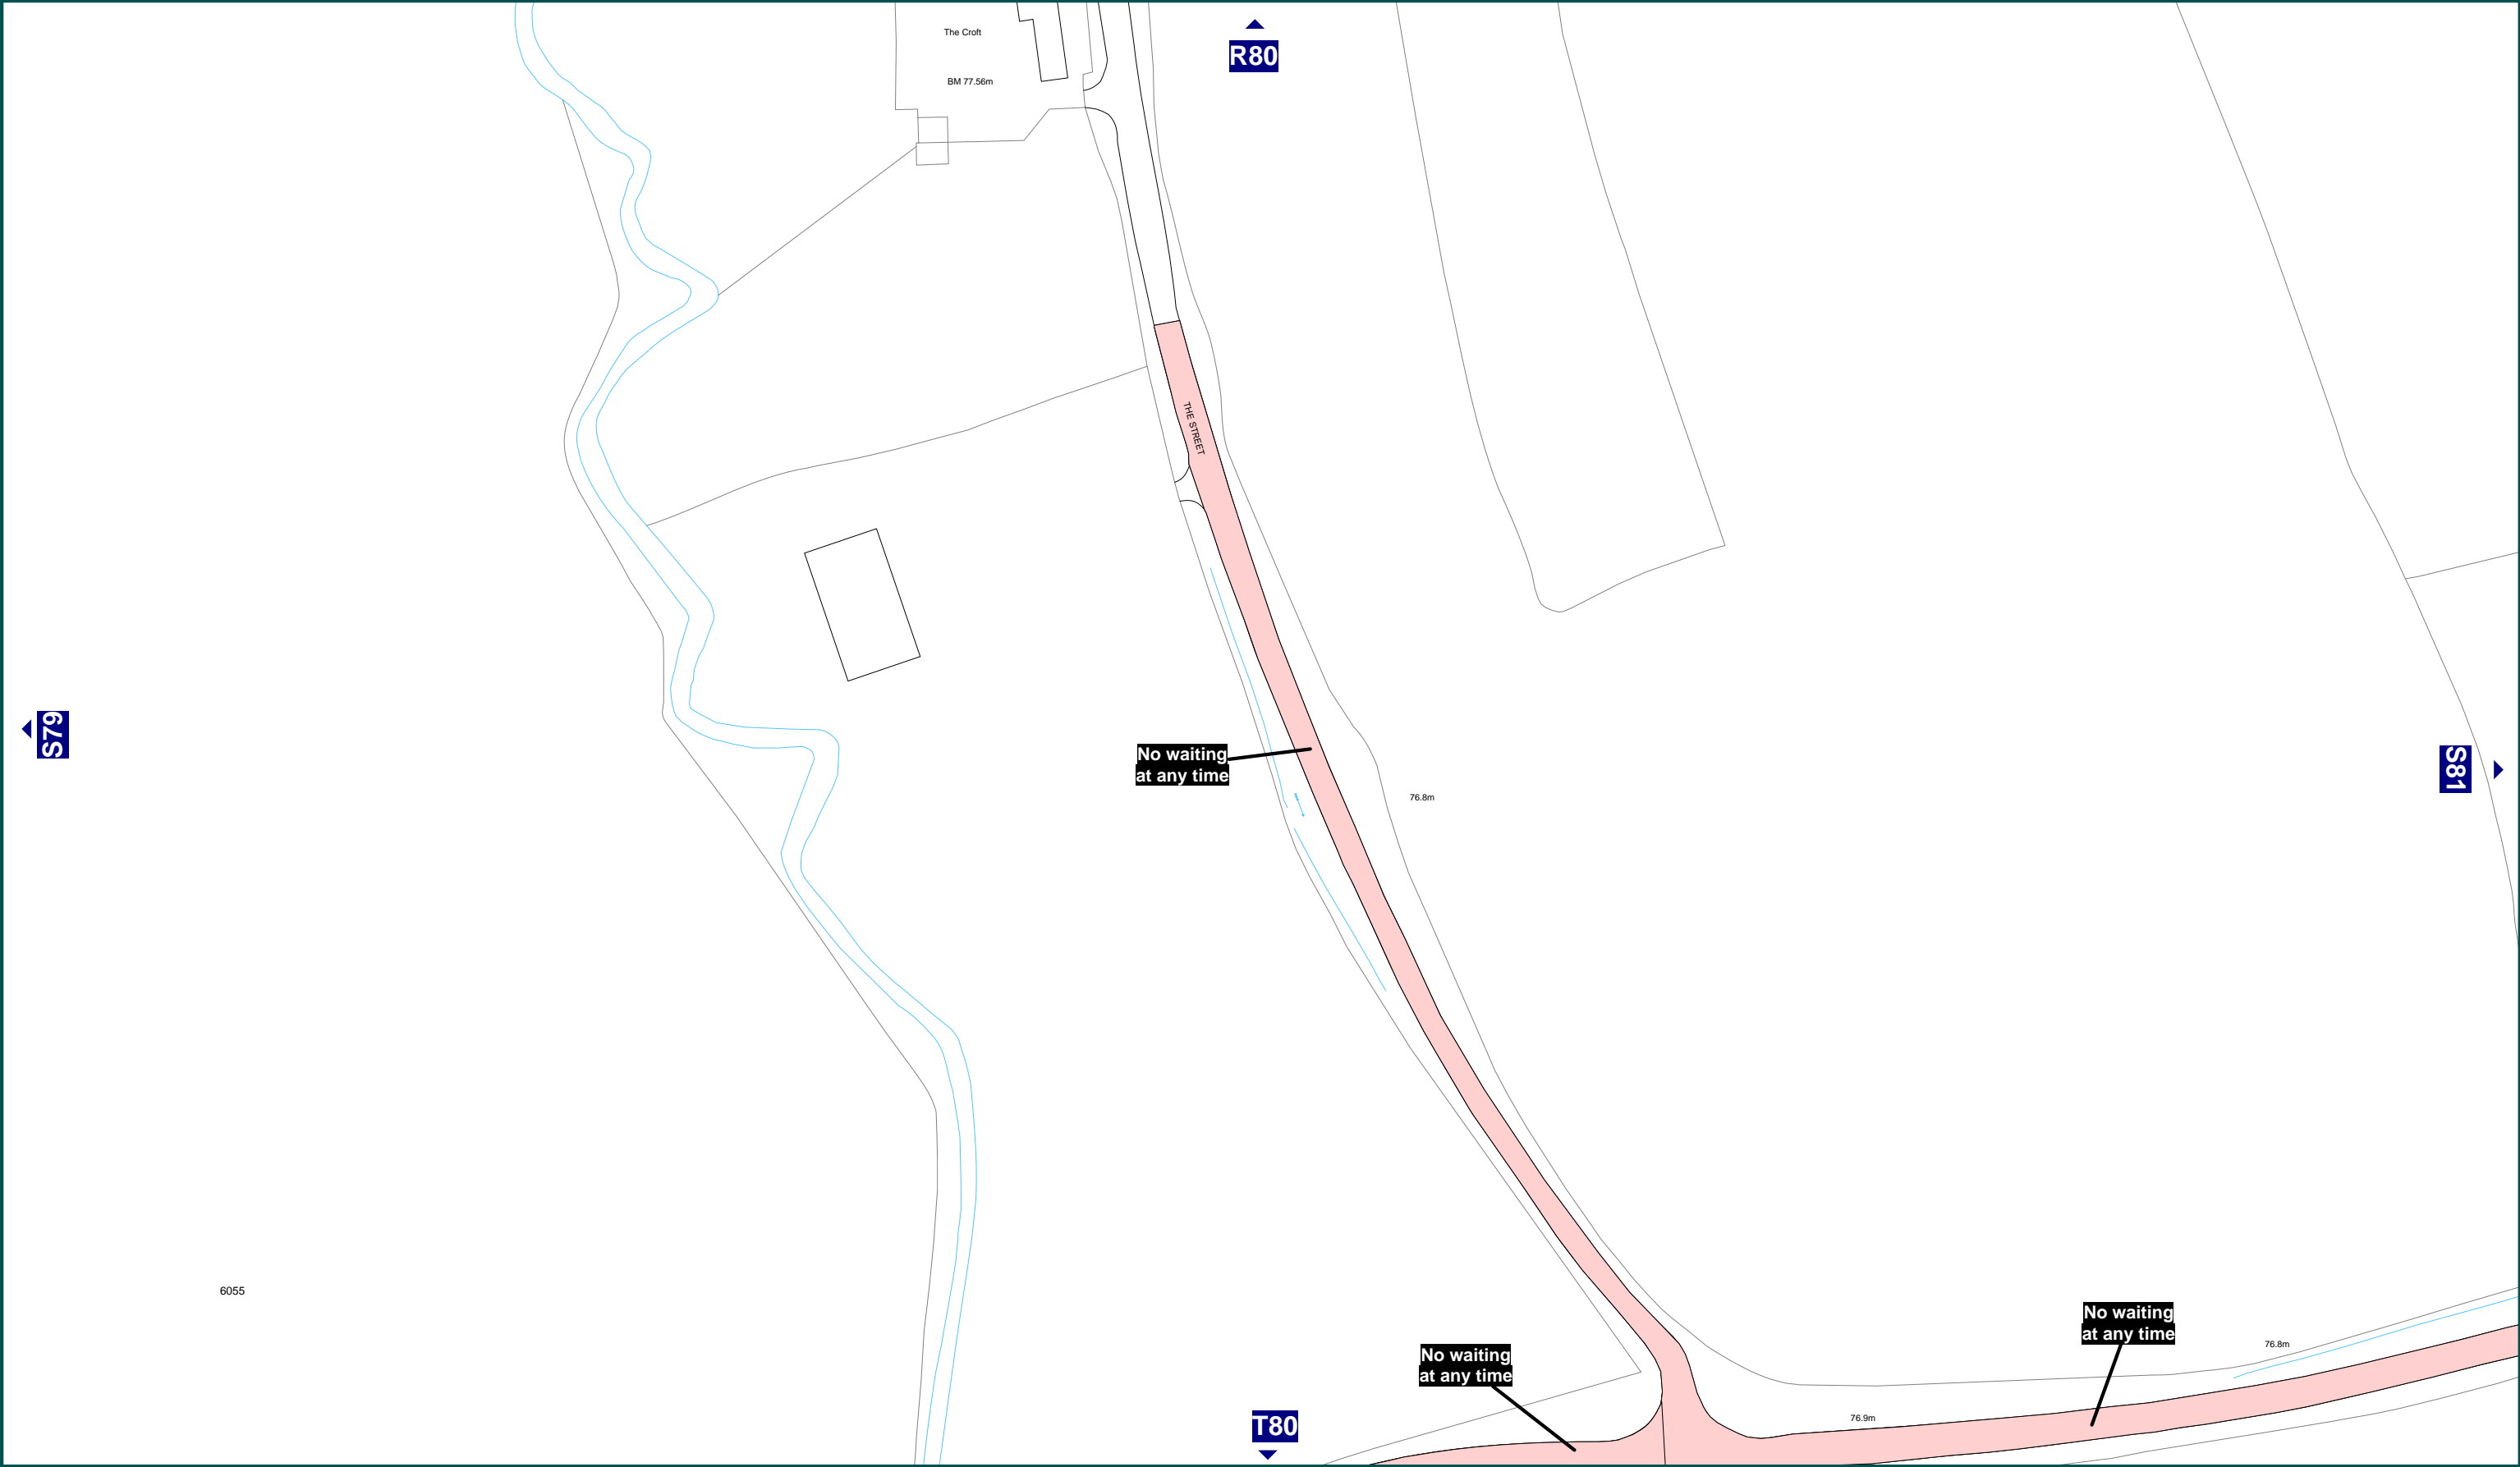 The Croft
R80
BM 77.56m
THE STREET
S79
No waiting
at any time
S81
76.8m
6055
No waiting
at any time
76.8m
No waiting
at any time
T80
76.9m